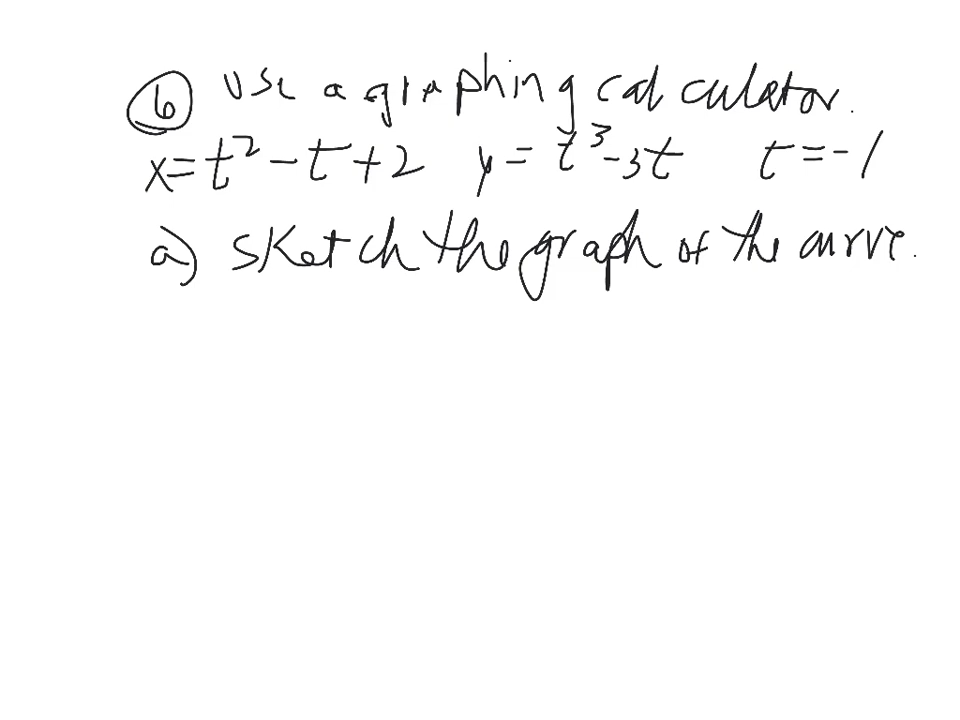 ⑥ Use a graphing calculator.
x = t² - t + 2 y = t³ - 3t t = -1
a) sketch the graph of the curve.